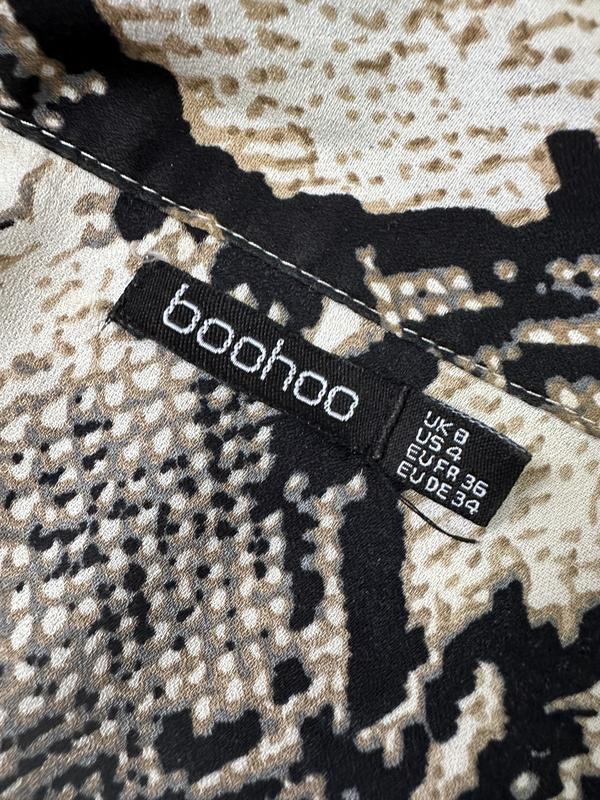 boohoo
UK 8
US 4
EU FR 36
EU DE 34